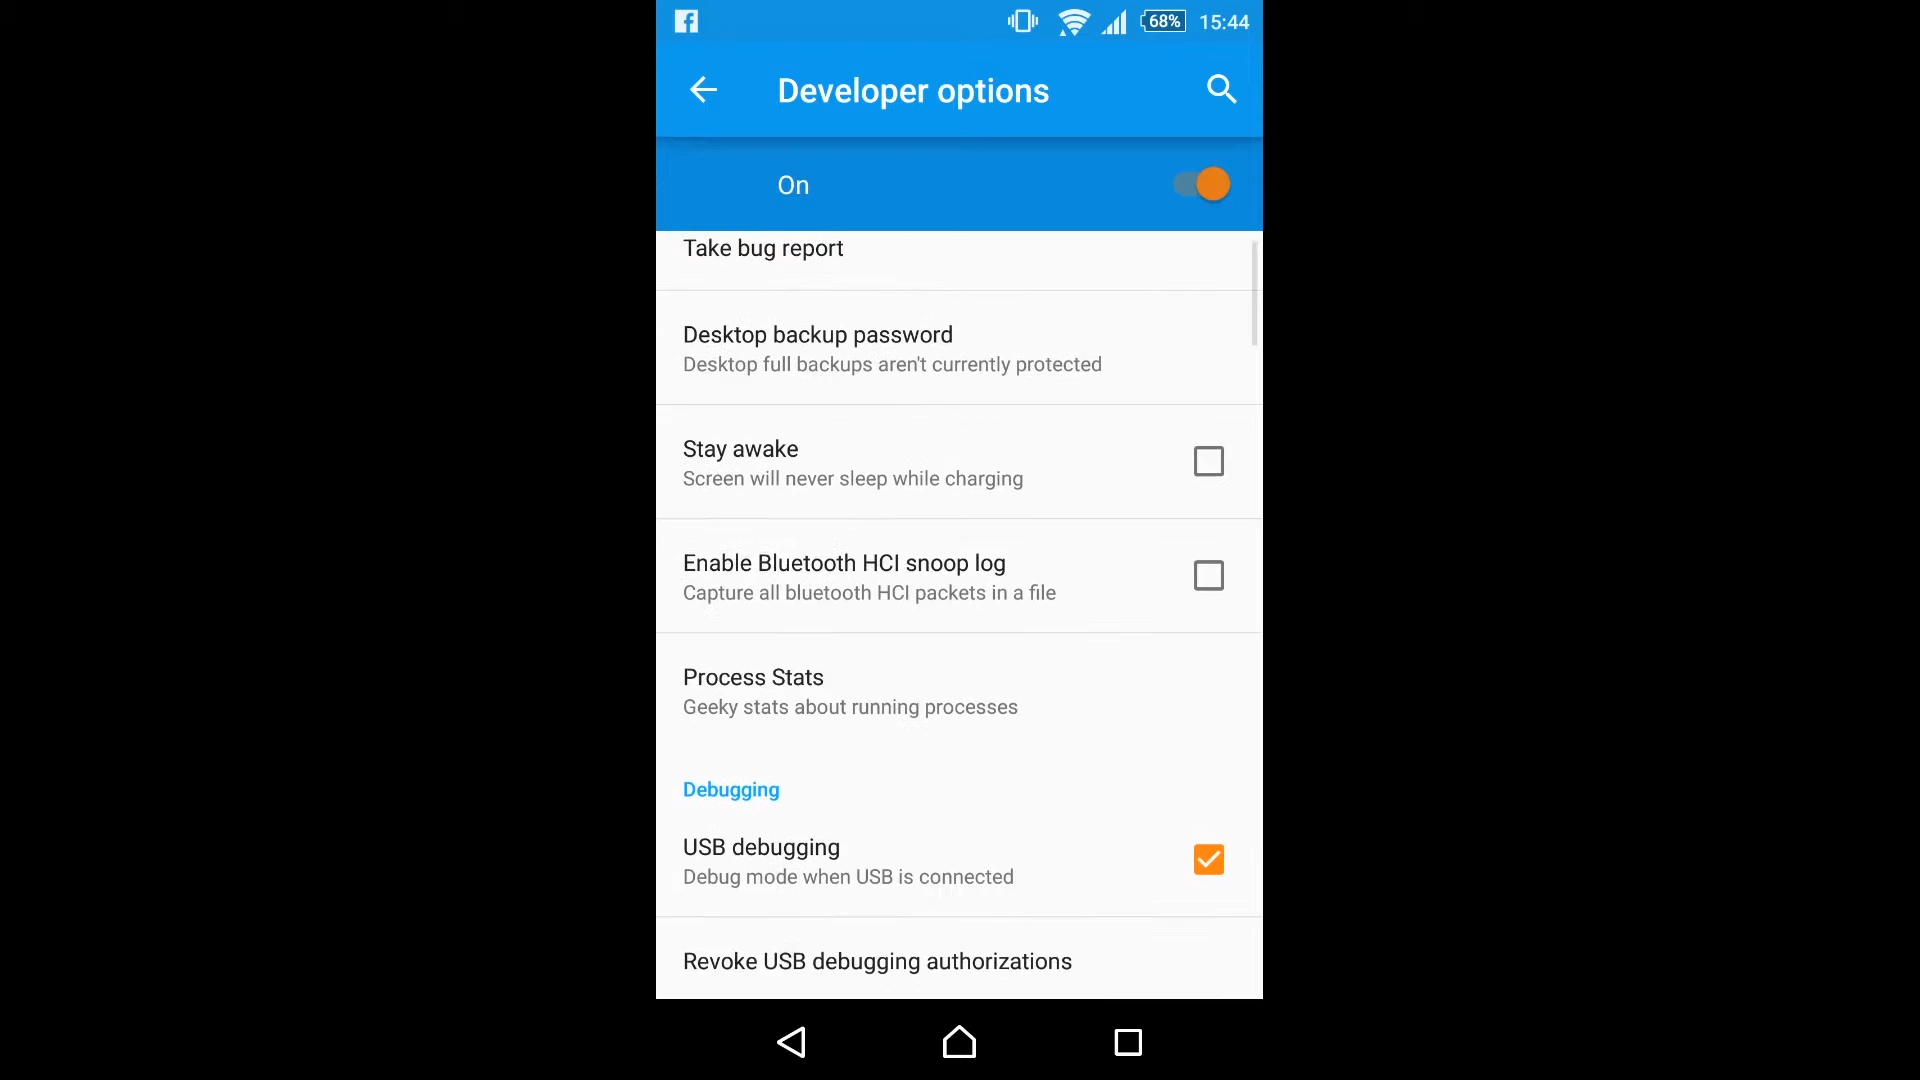 68% 15:44
Developer options
On
Take bug report
Desktop backup password
Desktop full backups aren't currently protected
Stay awake
Screen will never sleep while charging
Enable Bluetooth HCI snoop log
Capture all bluetooth HCI packets in a file
Process Stats
Geeky stats about running processes
Debugging
USB debugging
Debug mode when USB is connected
Revoke USB debugging authorizations